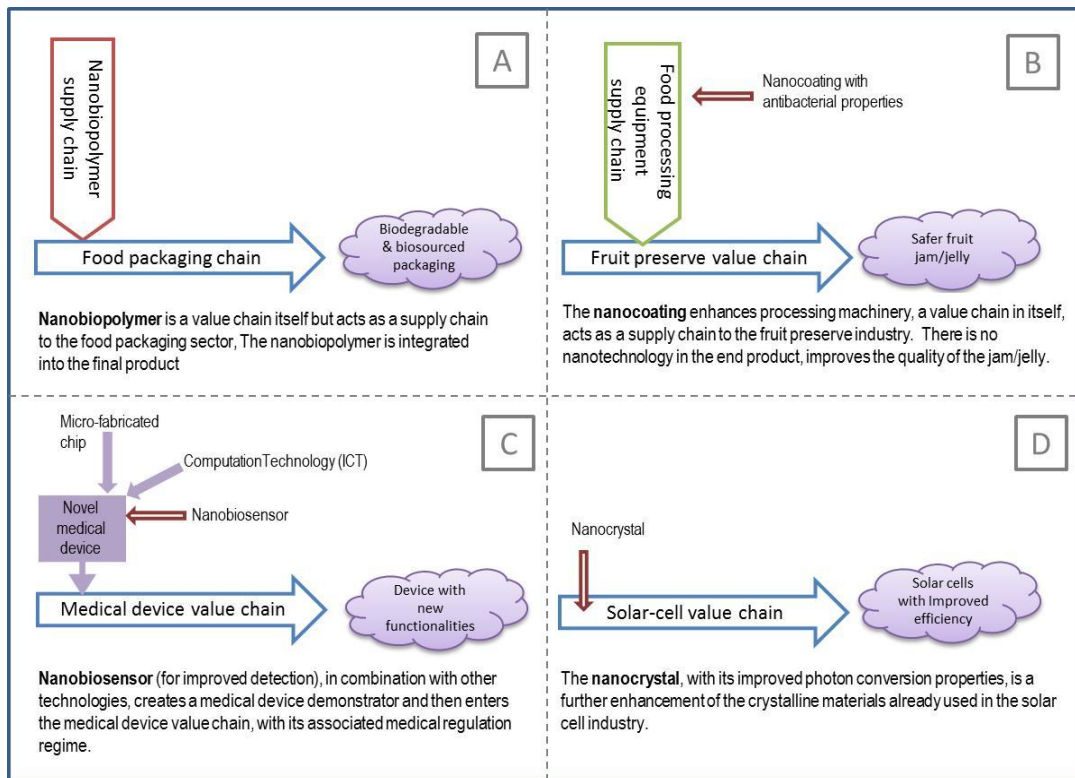 A
Nanobiopolymer
supply chain
Food packaging chain
Biodegradable
& biosourced
packaging
Nanobiopolymer is a value chain itself but acts as a supply chain
to the food packaging sector, The nanobiopolymer is integrated
into the final product
B
Food processing
equipment
supply chain
Nanocoating with
antibacterial properties
Fruit preserve value chain
Safer fruit
jam/jelly
The nanocoating enhances processing machinery, a value chain in itself,
acts as a supply chain to the fruit preserve industry. There is no
nanotechnology in the end product, improves the quality of the jam/jelly.
C
Micro-fabricated
chip
ComputationTechnology (ICT)
Novel
medical
device
Nanobiosensor
Medical device value chain
Device with
new
functionalities
Nanobiosensor (for improved detection), in combination with other
technologies, creates a medical device demonstrator and then enters
the medical device value chain, with its associated medical regulation
regime.
D
Nanocrystal
Solar-cell value chain
Solar cells
with Improved
efficiency
The nanocrystal, with its improved photon conversion properties, is a
further enhancement of the crystalline materials already used in the solar
cell industry.